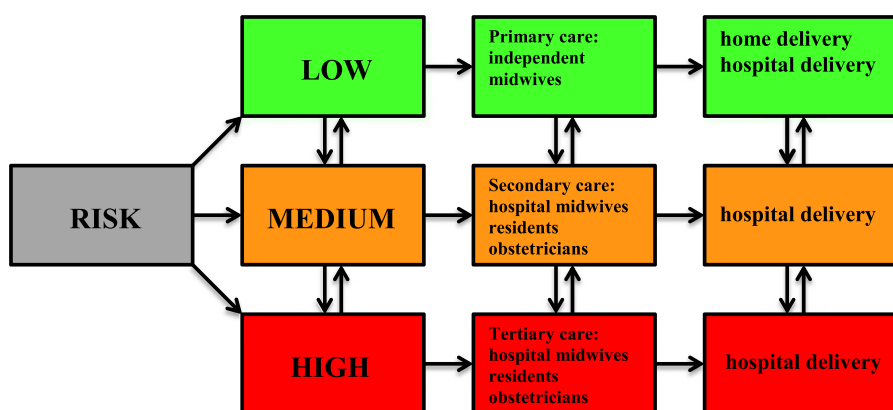 LOW
Primary care:
independent
midwives
home delivery
hospital delivery
RISK
MEDIUM
Secondary care:
hospital midwives
residents
obstetricians
hospital delivery
HIGH
Tertiary care:
hospital midwives
residents
obstetricians
hospital delivery